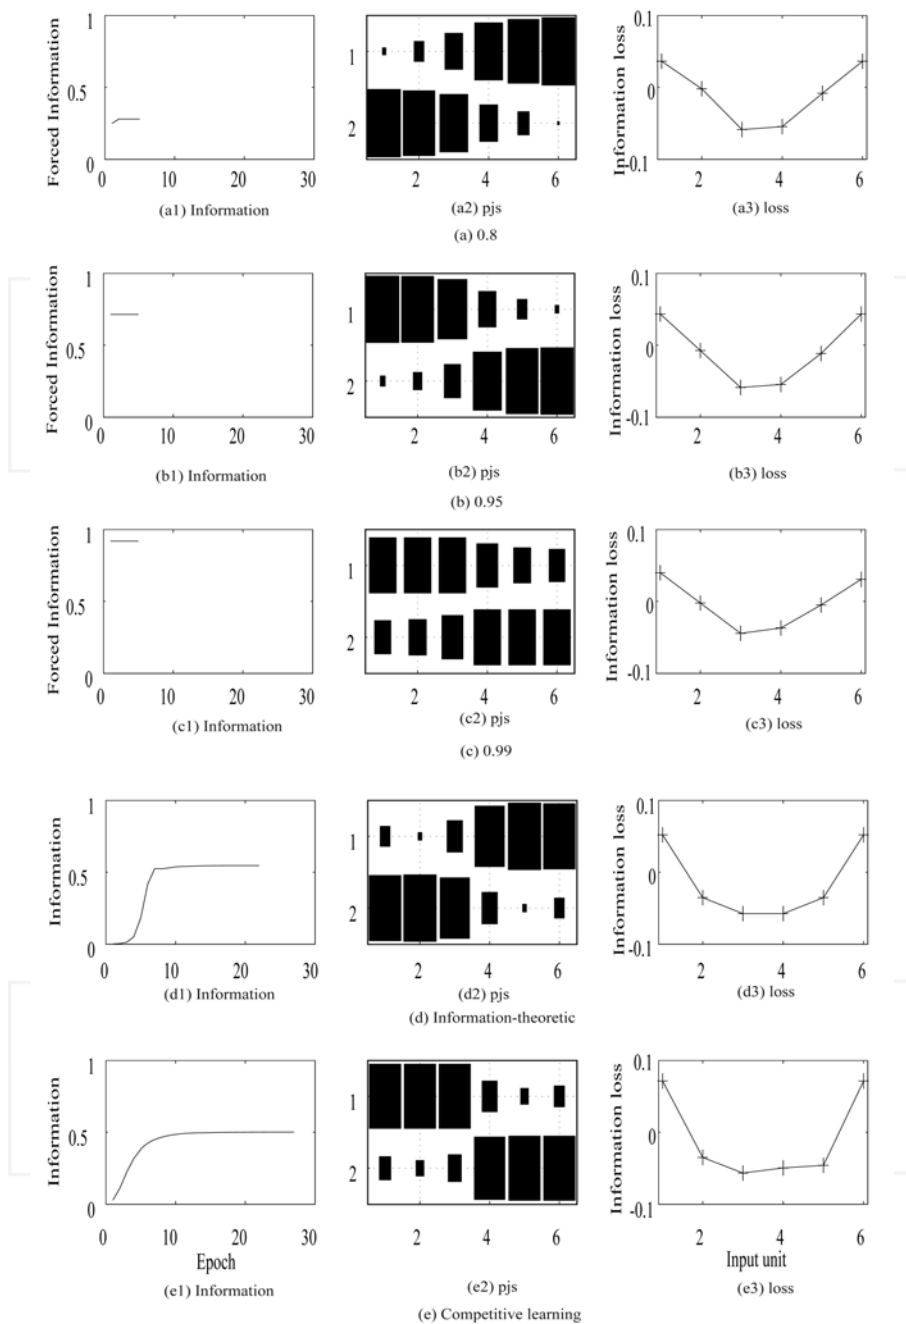 Forced Information
1
0.5
0
0
10
20
30
(a1) Information
1
2
2
4
6
(a2) pjs
(a) 0.8
Information loss
0.1
0
-0.1
2
4
6
(a3) loss
Forced Information
1
0.5
0
0
10
20
30
(b1) Information
1
2
2
4
6
(b2) pjs
(b) 0.95
Information loss
0.1
0
-0.1
2
4
6
(b3) loss
Forced Information
1
0.5
0
0
10
20
30
(c1) Information
1
2
2
4
6
(c2) pjs
(c) 0.99
Information loss
0.1
0
-0.1
2
4
6
(c3) loss
Information
1
0.5
0
0
10
20
30
(d1) Information
1
2
2
4
6
(d2) pjs
(d) Information-theoretic
Information loss
0.1
0
-0.1
2
4
6
(d3) loss
Information
1
0.5
0
0
10
20
30
Epoch
(e1) Information
1
2
2
4
6
(e2) pjs
(e) Competitive learning
Information loss
0.1
0
-0.1
2
4
6
Input unit
(e3) loss